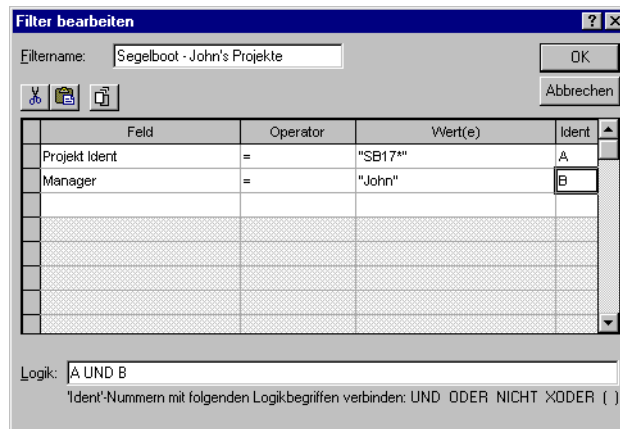 Filter bearbeiten
Filtername: Segelboot - John's Projekte
OK
Abbrechen
Feld Operator Wert(e) Ident
Projekt Ident = "SB17*" A
Manager = "John" B
Logik: A UND B
'Ident'-Nummern mit folgenden Logikbegriffen verbinden: UND ODER NICHT XODER ( )